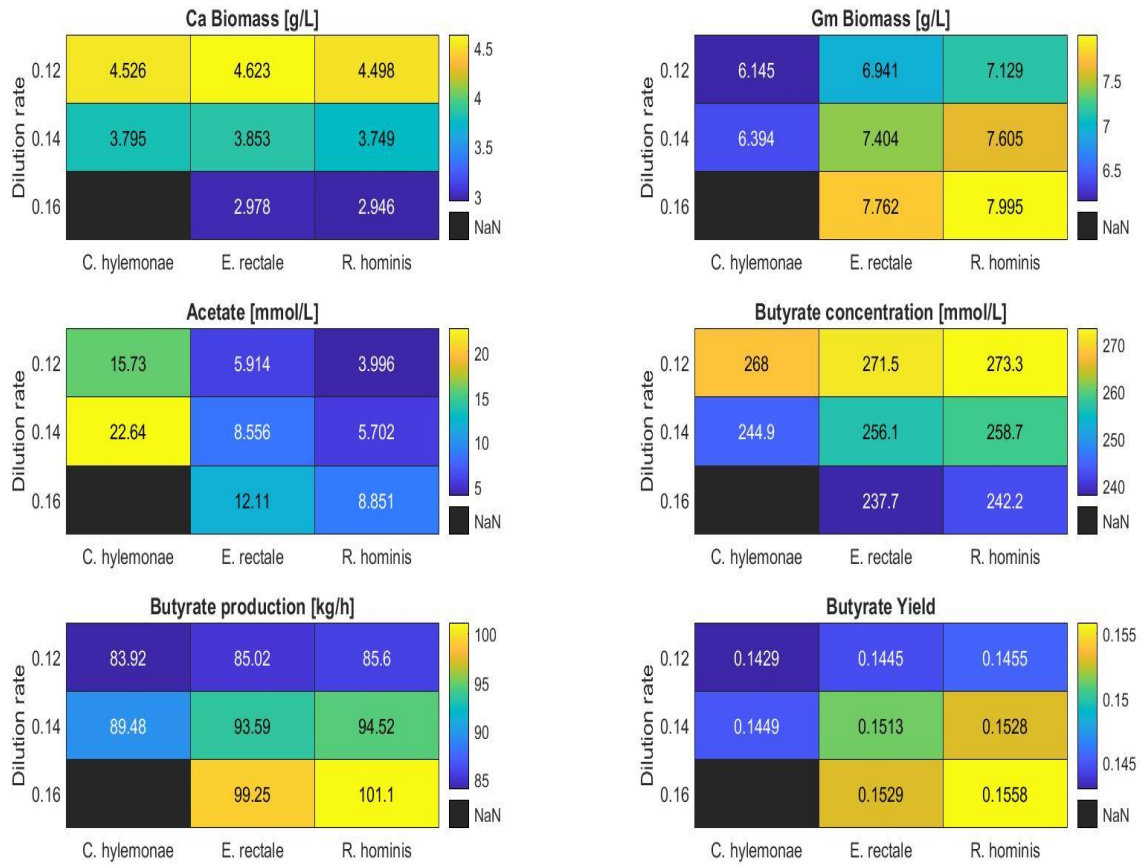 Ca Biomass [g/L]
Dilution rate
0.12
4.526
4.623
4.498
0.14
3.795
3.853
3.749
0.16
2.978
2.946
C. hylemonae
E. rectale
R. hominis
4.5
4
3.5
3
NaN
Gm Biomass [g/L]
Dilution rate
0.12
6.145
6.941
7.129
0.14
6.394
7.404
7.605
0.16
7.762
7.995
C. hylemonae
E. rectale
R. hominis
7.5
7
6.5
NaN
Acetate [mmol/L]
Dilution rate
0.12
15.73
5.914
3.996
0.14
22.64
8.556
5.702
0.16
12.11
8.851
C. hylemonae
E. rectale
R. hominis
20
15
10
5
NaN
Butyrate concentration [mmol/L]
Dilution rate
0.12
268
271.5
273.3
0.14
244.9
256.1
258.7
0.16
237.7
242.2
C. hylemonae
E. rectale
R. hominis
270
260
250
240
NaN
Butyrate production [kg/h]
Dilution rate
0.12
83.92
85.02
85.6
0.14
89.48
93.59
94.52
0.16
99.25
101.1
C. hylemonae
E. rectale
R. hominis
100
95
90
85
NaN
Butyrate Yield
Dilution rate
0.12
0.1429
0.1445
0.1455
0.14
0.1449
0.1513
0.1528
0.16
0.1529
0.1558
C. hylemonae
E. rectale
R. hominis
0.155
0.15
0.145
NaN